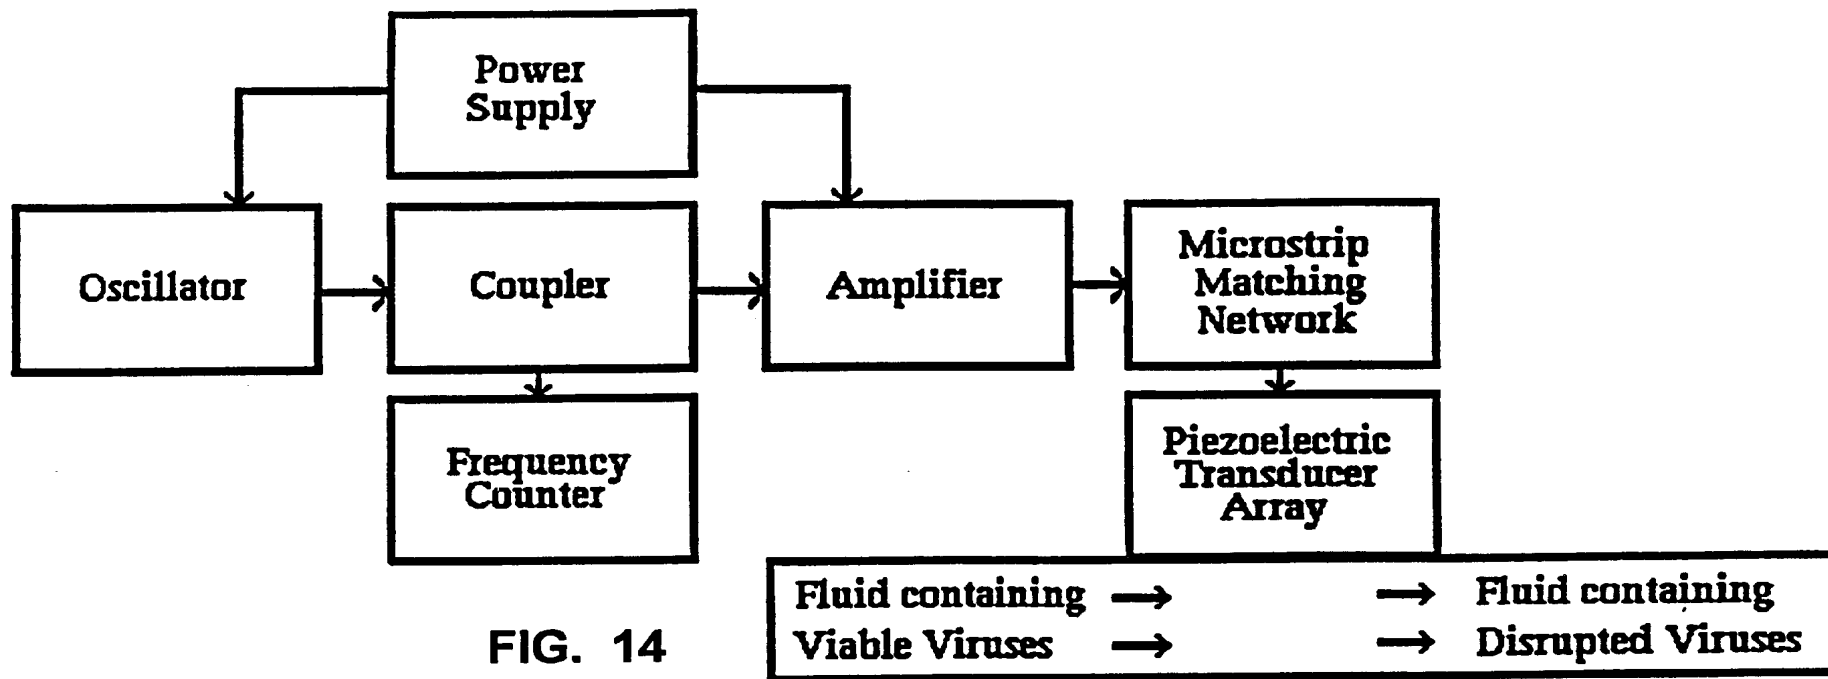 Power
Supply
Oscillator
Coupler
Amplifier
Microstrip
Matching
Network
Frequency
Counter
Piezoelectric
Transducer
Array
Fluid containing
Viable Viruses
Fluid containing
Disrupted Viruses
FIG. 14